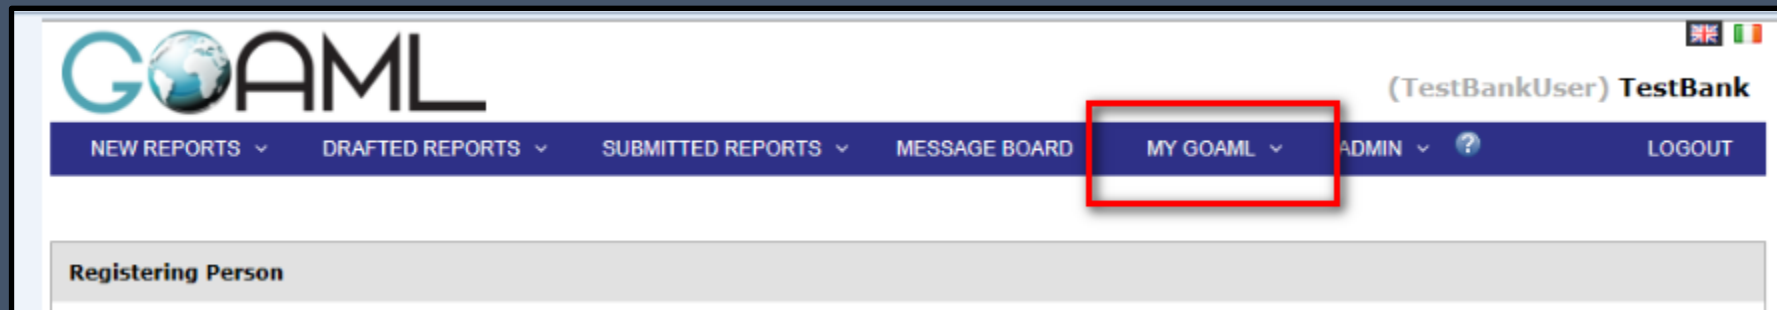 GOAML
(TestBankUser) TestBank
NEW REPORTS DRAFTED REPORTS SUBMITTED REPORTS MESSAGE BOARD MY GOAML ADMIN ? LOGOUT
Registering Person